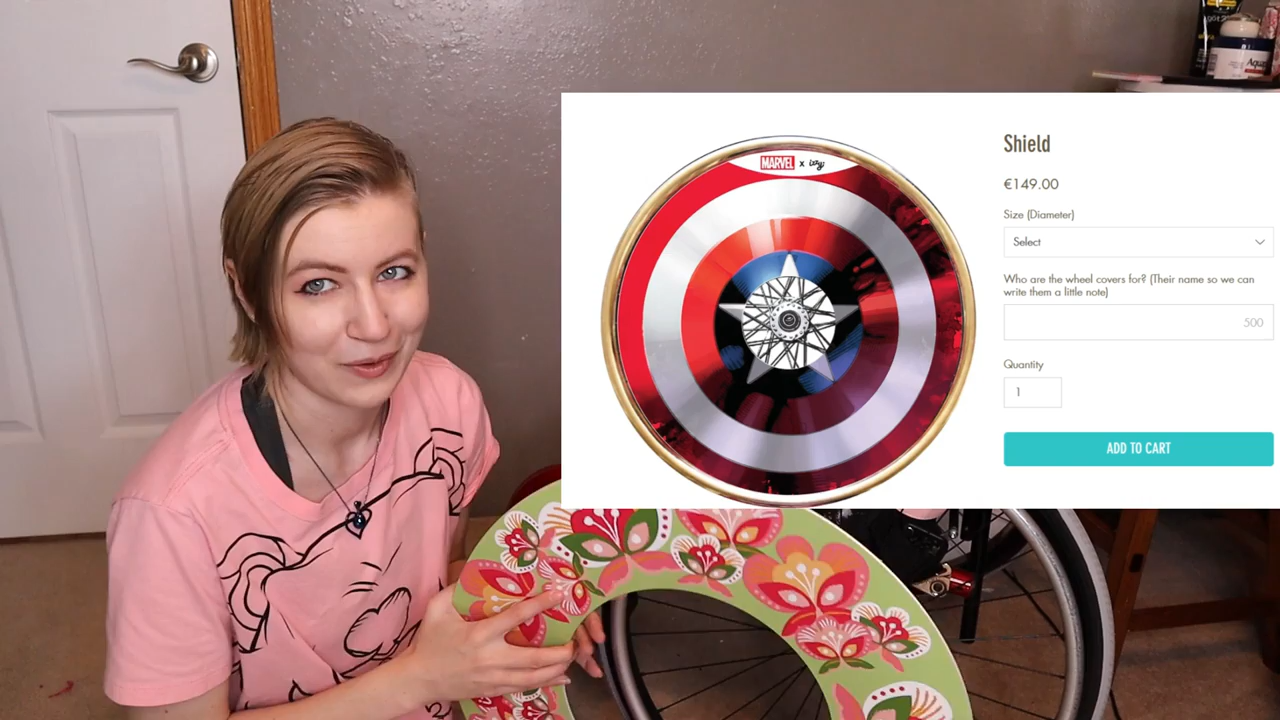 MARVEL x izzy
Shield
€149.00
Size (Diameter)
Select
Who are the wheel covers for? (Their name so we can
write them a little note)
500
Quantity
1
ADD TO CART